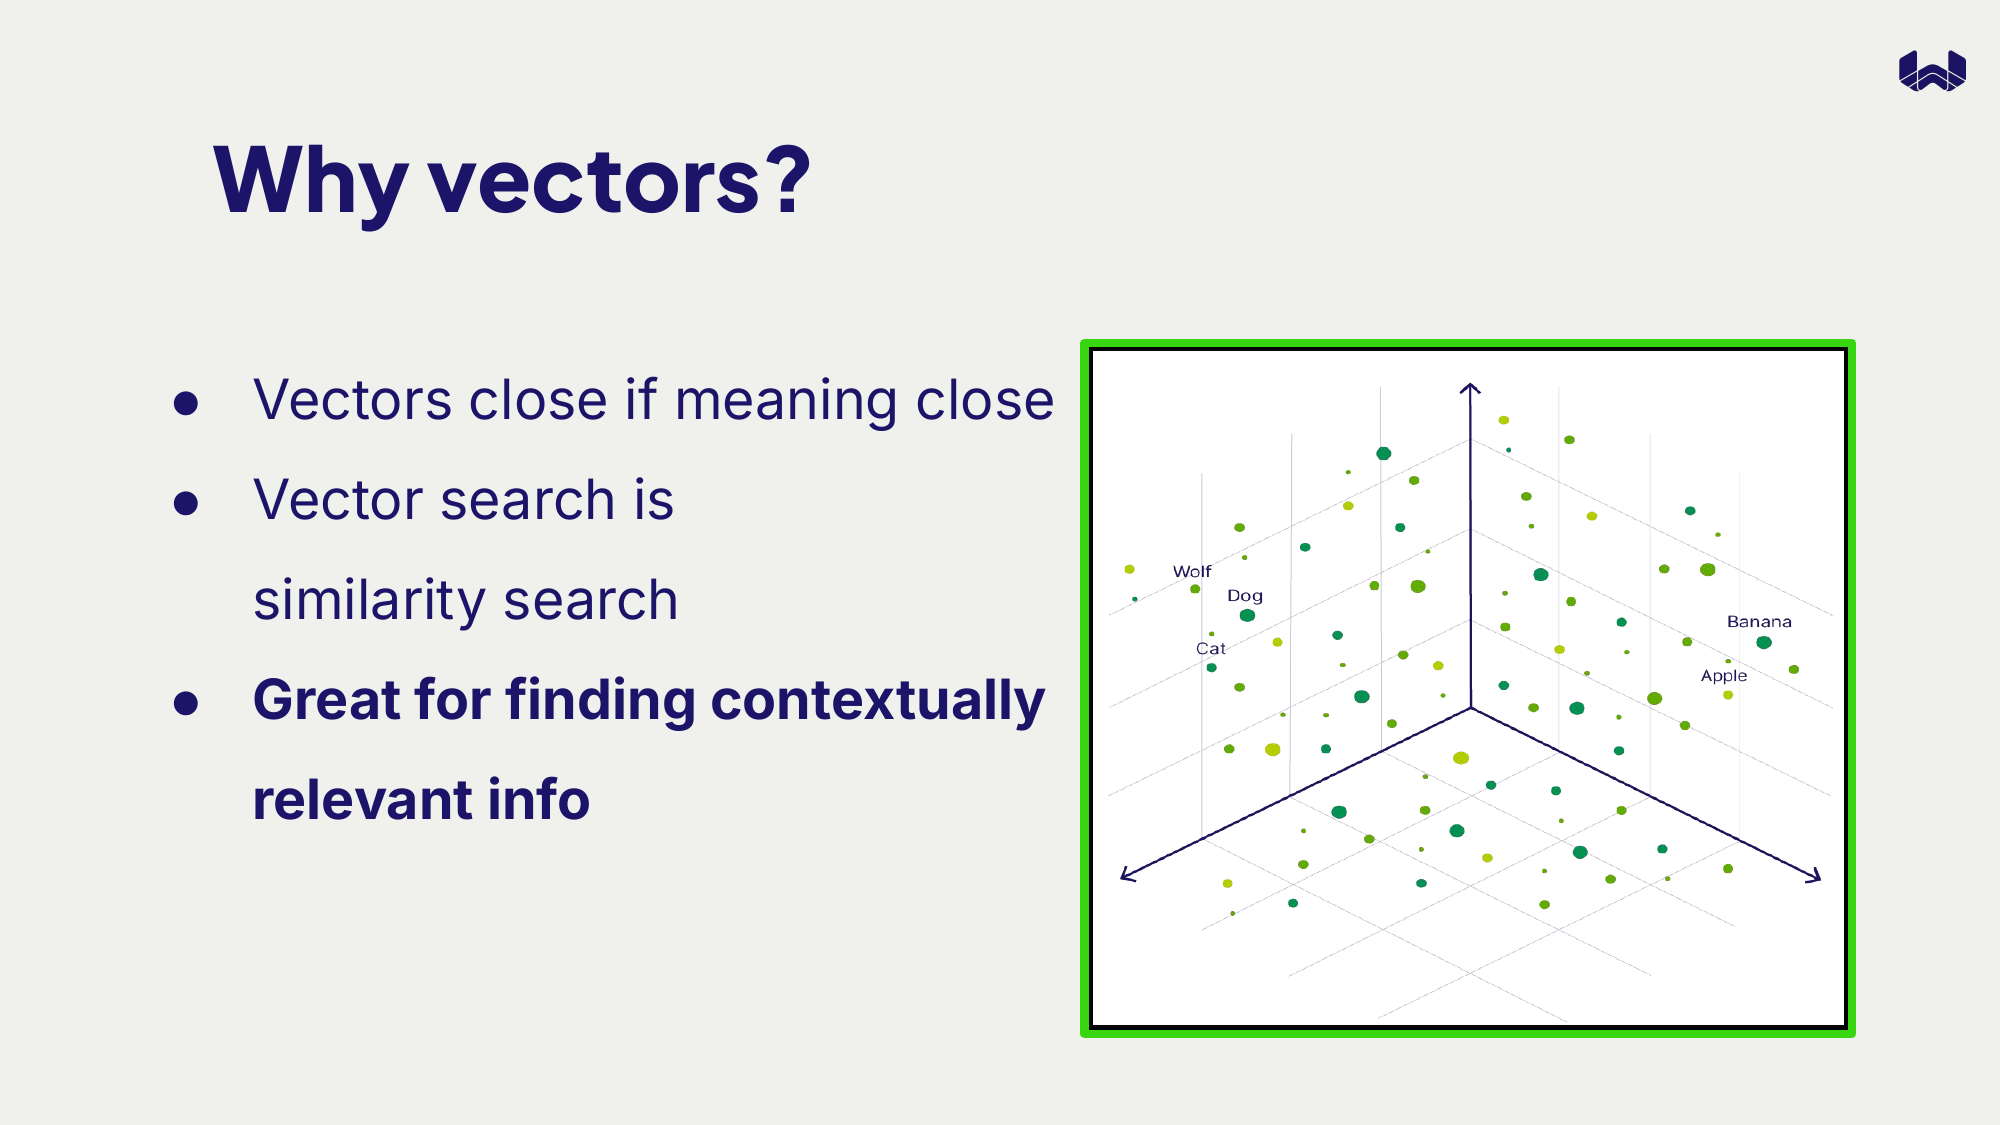 Why vectors?
● Vectors close if meaning close
● Vector search is
similarity search
● Great for finding contextually
relevant info
Wolf
Dog
Cat
Banana
Apple